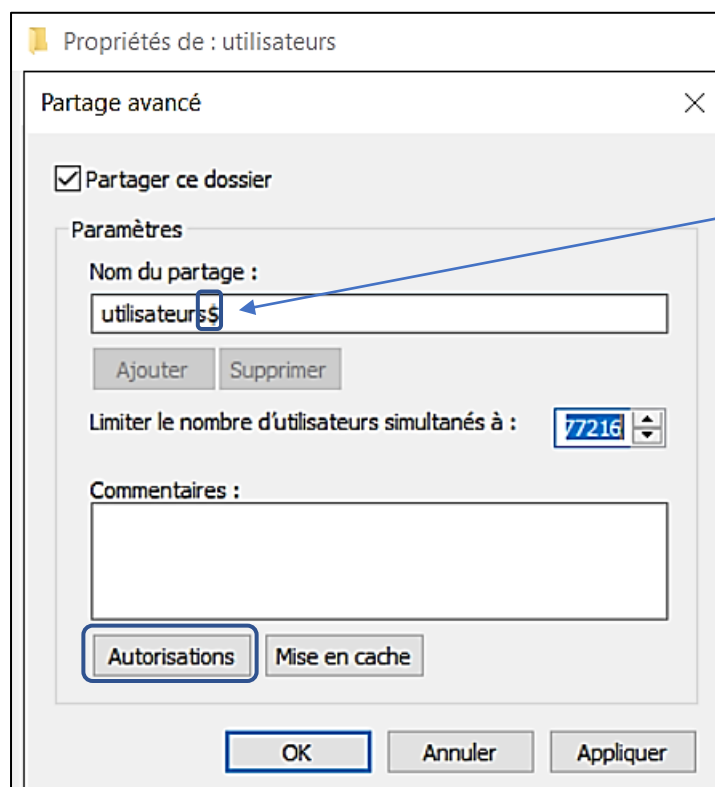 Propriétés de : utilisateurs
Partage avancé
Partager ce dossier
Paramètres
Nom du partage :
utilisateurs$
Ajouter Supprimer
Limiter le nombre d'utilisateurs simultanés à : 77216
Commentaires :
Autorisations Mise en cache
OK Annuler Appliquer